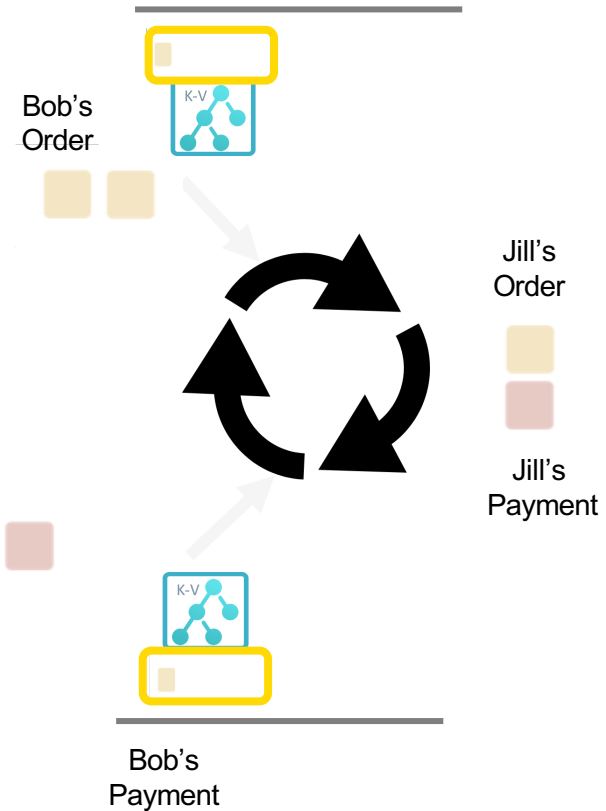 K-V
Bob's
Order
Jill's
Order
Jill's
Payment
K-V
Bob's
Payment